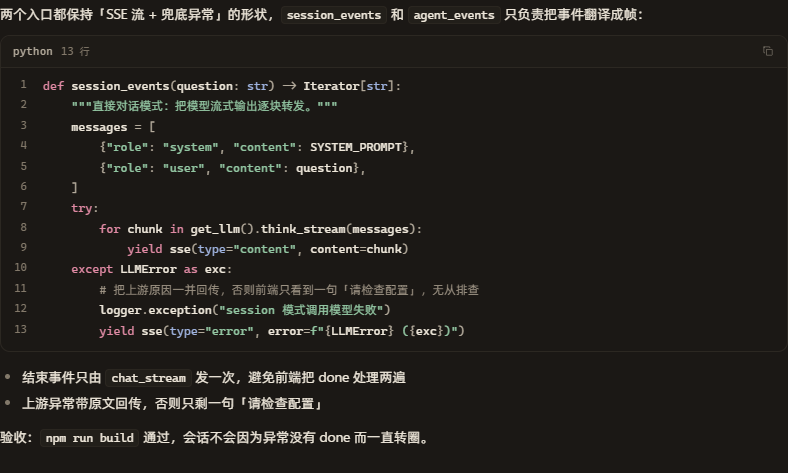 两个入口都保持「SSE 流 + 兜底异常」的形状，session_events 和 agent_events 只负责把事件翻译成帧：
python 13 行
1 def session_events(question: str) -> Iterator[str]:
2     """直接对话模式：把模型流式输出逐块转发。"""
3     messages = [
4         {"role": "system", "content": SYSTEM_PROMPT},
5         {"role": "user", "content": question},
6     ]
7     try:
8         for chunk in get_llm().think_stream(messages):
9             yield sse(type="content", content=chunk)
10     except LLMError as exc:
11         # 把上游原因一并回传，否则前端只看到一句「请检查配置」，无从排查
12         logger.exception("session 模式调用模型失败")
13         yield sse(type="error", error=f"{LLMError} ({exc})")
• 结束事件只由 chat_stream 发一次，避免前端把 done 处理两遍
• 上游异常带原文回传，否则只剩一句「请检查配置」
验收：npm run build 通过，会话不会因为异常没有 done 而一直转圈。